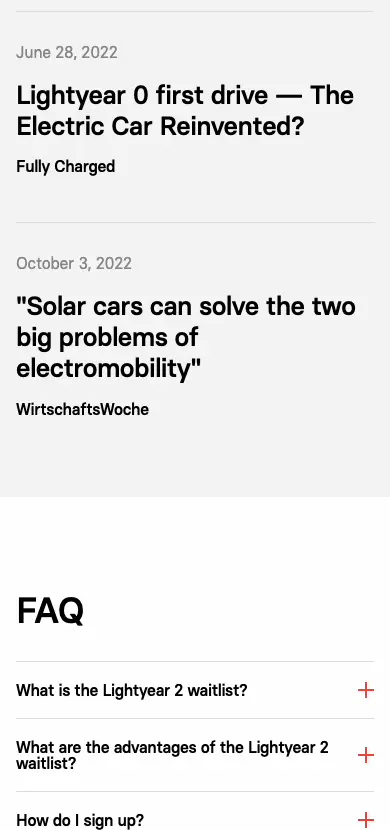 June 28, 2022
Lightyear 0 first drive — The
Electric Car Reinvented?
Fully Charged
October 3, 2022
"Solar cars can solve the two
big problems of
electromobility"
WirtschaftsWoche
FAQ
What is the Lightyear 2 waitlist?
What are the advantages of the Lightyear 2
waitlist?
How do I sign up?